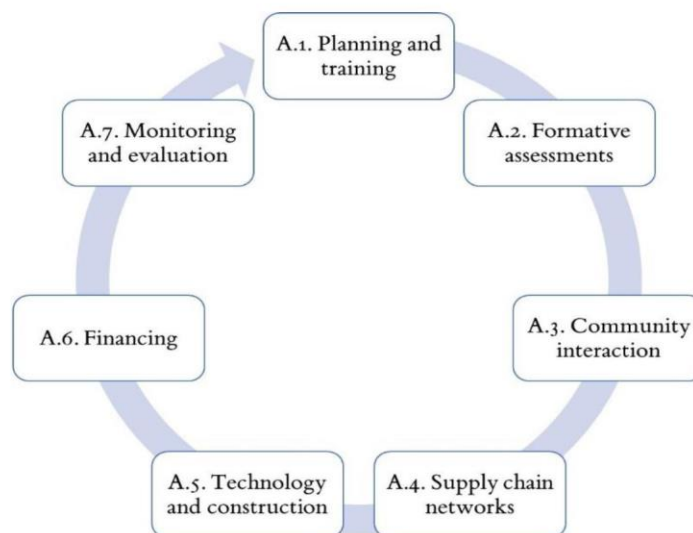 A.1. Planning and
training
A.2. Formative
assessments
A.3. Community
interaction
A.4. Supply chain
networks
A.5. Technology
and construction
A.6. Financing
A.7. Monitoring
and evaluation